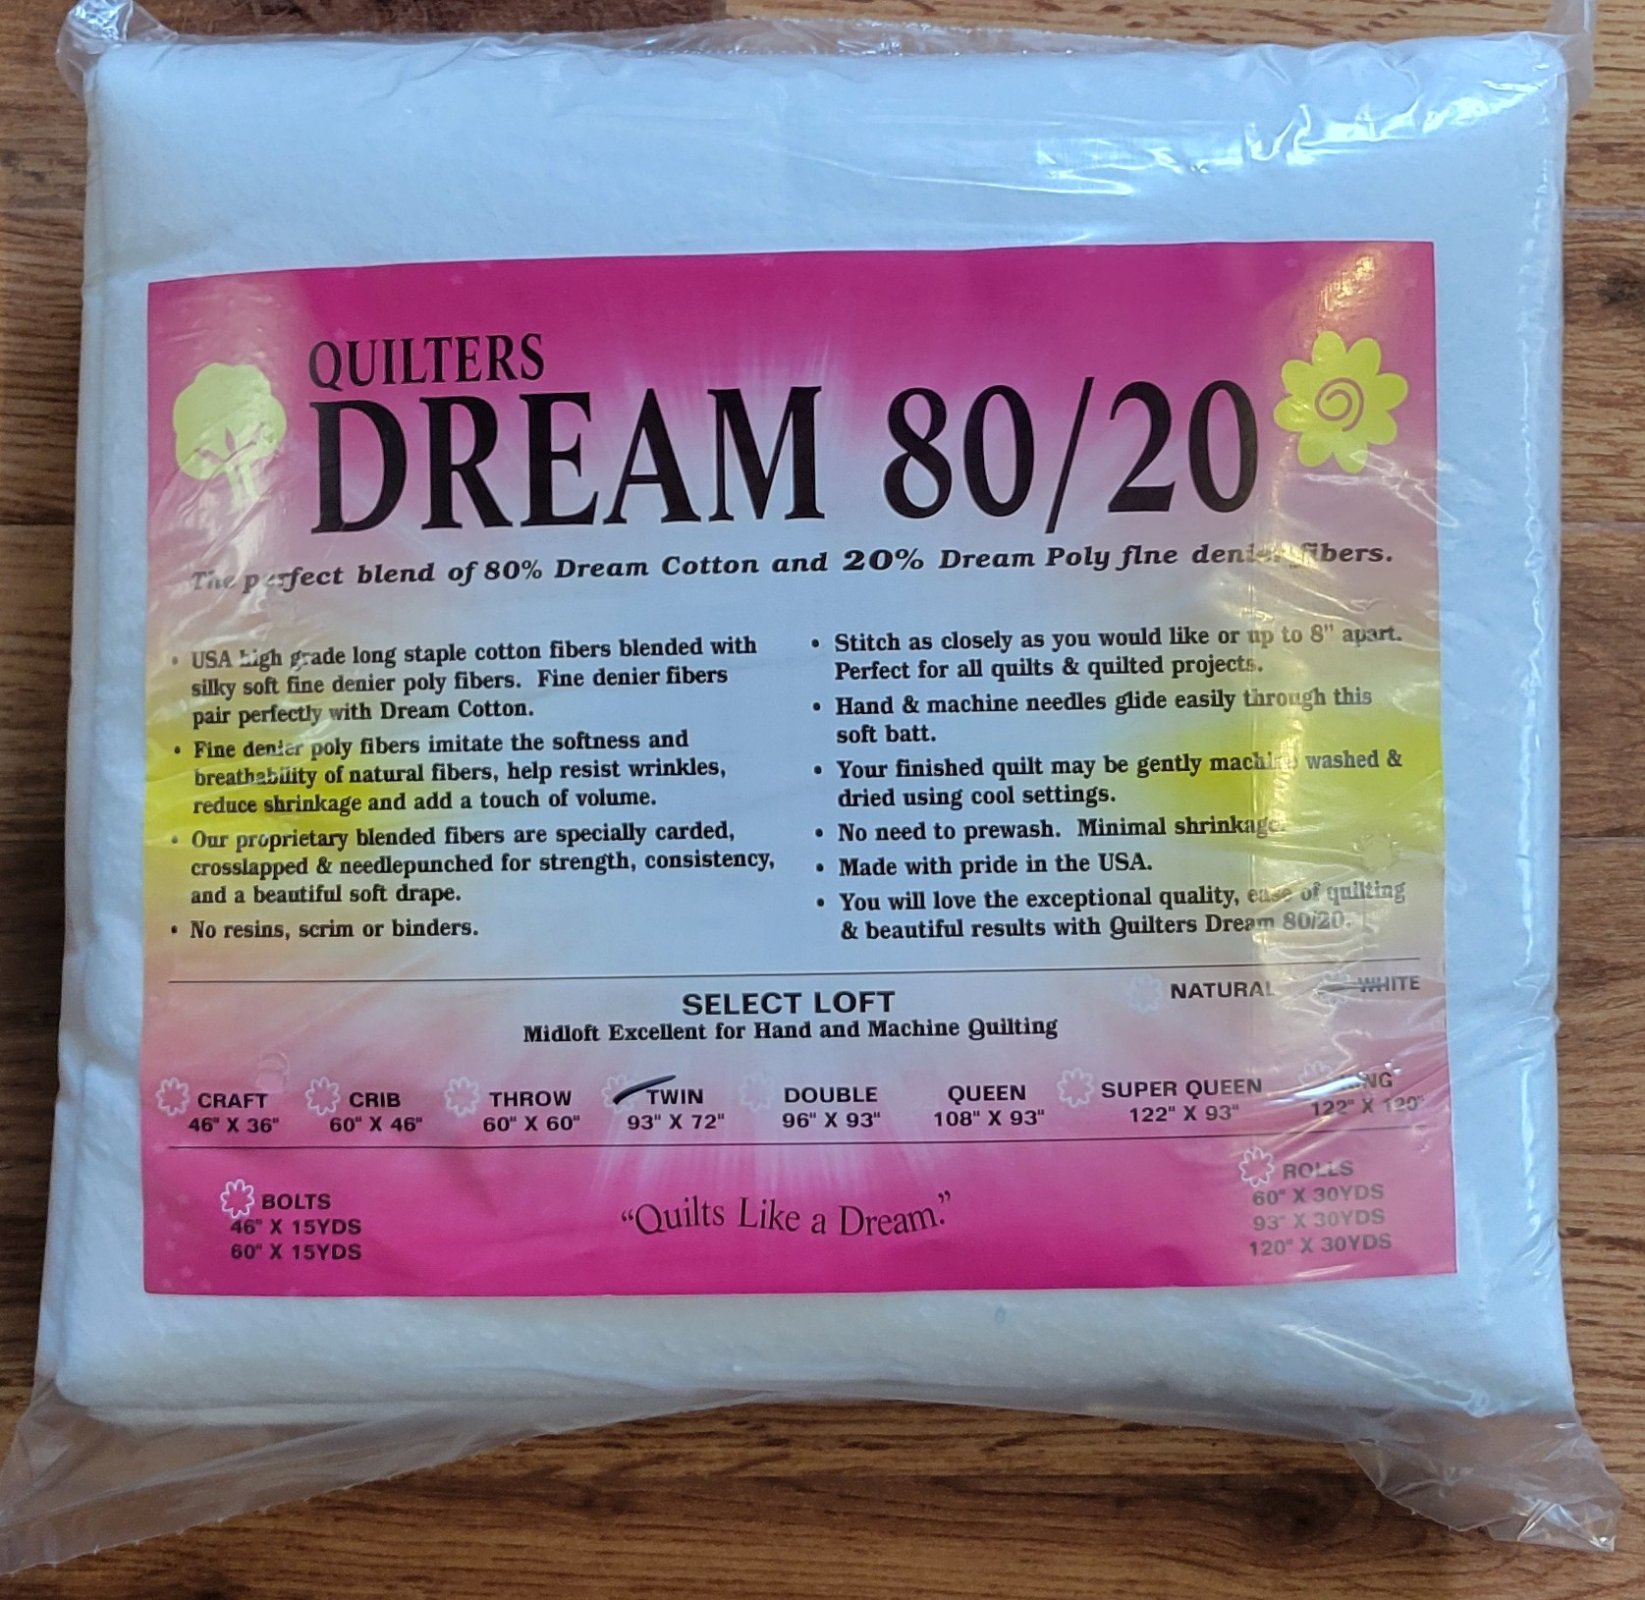 QUILTERS
DREAM 80/20
The perfect blend of 80% Dream Cotton and 20% Dream Poly fine denier fibers.
• USA high grade long staple cotton fibers blended with
silky soft fine denier poly fibers. Fine denier fibers
pair perfectly with Dream Cotton.
• Fine denier poly fibers imitate the softness and
breathability of natural fibers, help resist wrinkles,
reduce shrinkage and add a touch of volume.
• Our proprietary blended fibers are specially carded,
crosslapped & needlepunched for strength, consistency,
and a beautiful soft drape.
• No resins, scrim or binders.
• Stitch as closely as you would like or up to 8" apart.
Perfect for all quilts & quilted projects.
• Hand & machine needles glide easily through this
soft batt.
• Your finished quilt may be gently machine washed &
dried using cool settings.
• No need to prewash. Minimal shrinkage.
• Made with pride in the USA.
• You will love the exceptional quality, ease of quilting
& beautiful results with Quilters Dream 80/20.
NATURAL WHITE
SELECT LOFT
Midloft Excellent for Hand and Machine Quilting
CRAFT
46" X 36"
CRIB
60" X 46"
THROW
60" X 60"
TWIN
93" X 72"
DOUBLE
96" X 93"
QUEEN
108" X 93"
SUPER QUEEN
122" X 93"
KING
122" X 120"
BOLTS
46" X 15YDS
60" X 15YDS
"Quilts Like a Dream."
ROLLS
60" X 30YDS
93" X 30YDS
120" X 30YDS